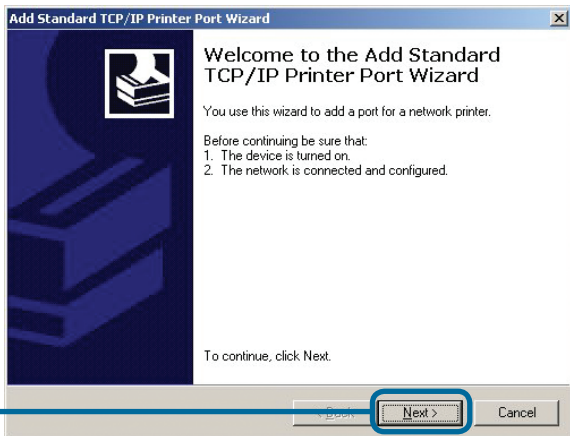 Add Standard TCP/IP Printer Port Wizard
Welcome to the Add Standard
TCP/IP Printer Port Wizard
You use this wizard to add a port for a network printer.
Before continuing be sure that:
1. The device is turned on.
2. The network is connected and configured.
To continue, click Next.
< Back
Next >
Cancel